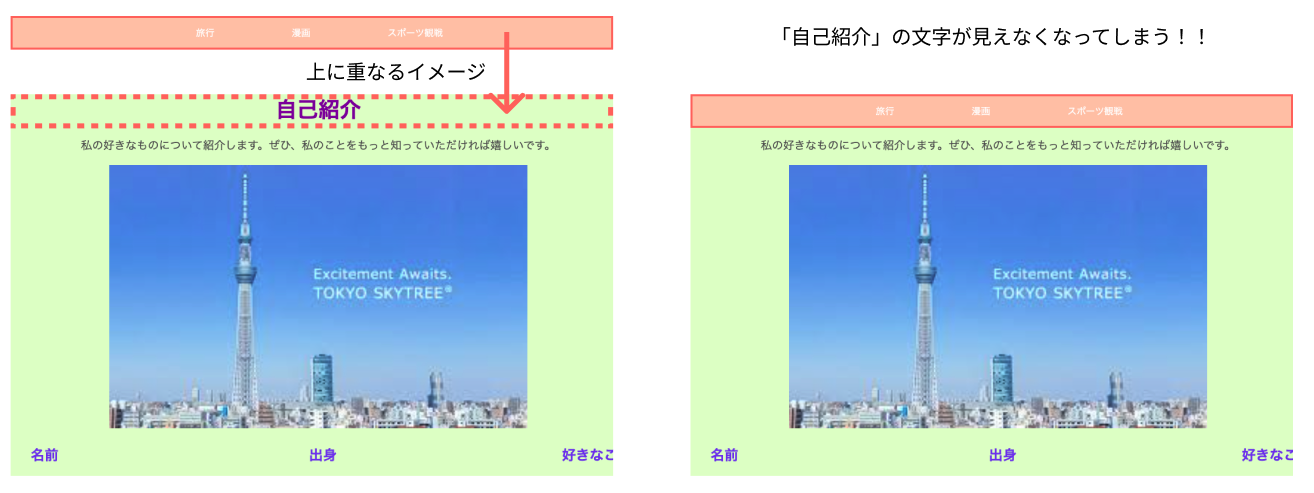 旅行 漫画 スポーツ観戦
上に重なるイメージ
自己紹介
私の好きなものについて紹介します。ぜひ、私のことをもっと知っていただければ嬉しいです。
Excitement Awaits.
TOKYO SKYTREE®
名前 出身 好きなこ
「自己紹介」の文字が見えなくなってしまう！！
旅行 漫画 スポーツ観戦
私の好きなものについて紹介します。ぜひ、私のことをもっと知っていただければ嬉しいです。
Excitement Awaits.
TOKYO SKYTREE®
名前 出身 好きなこ